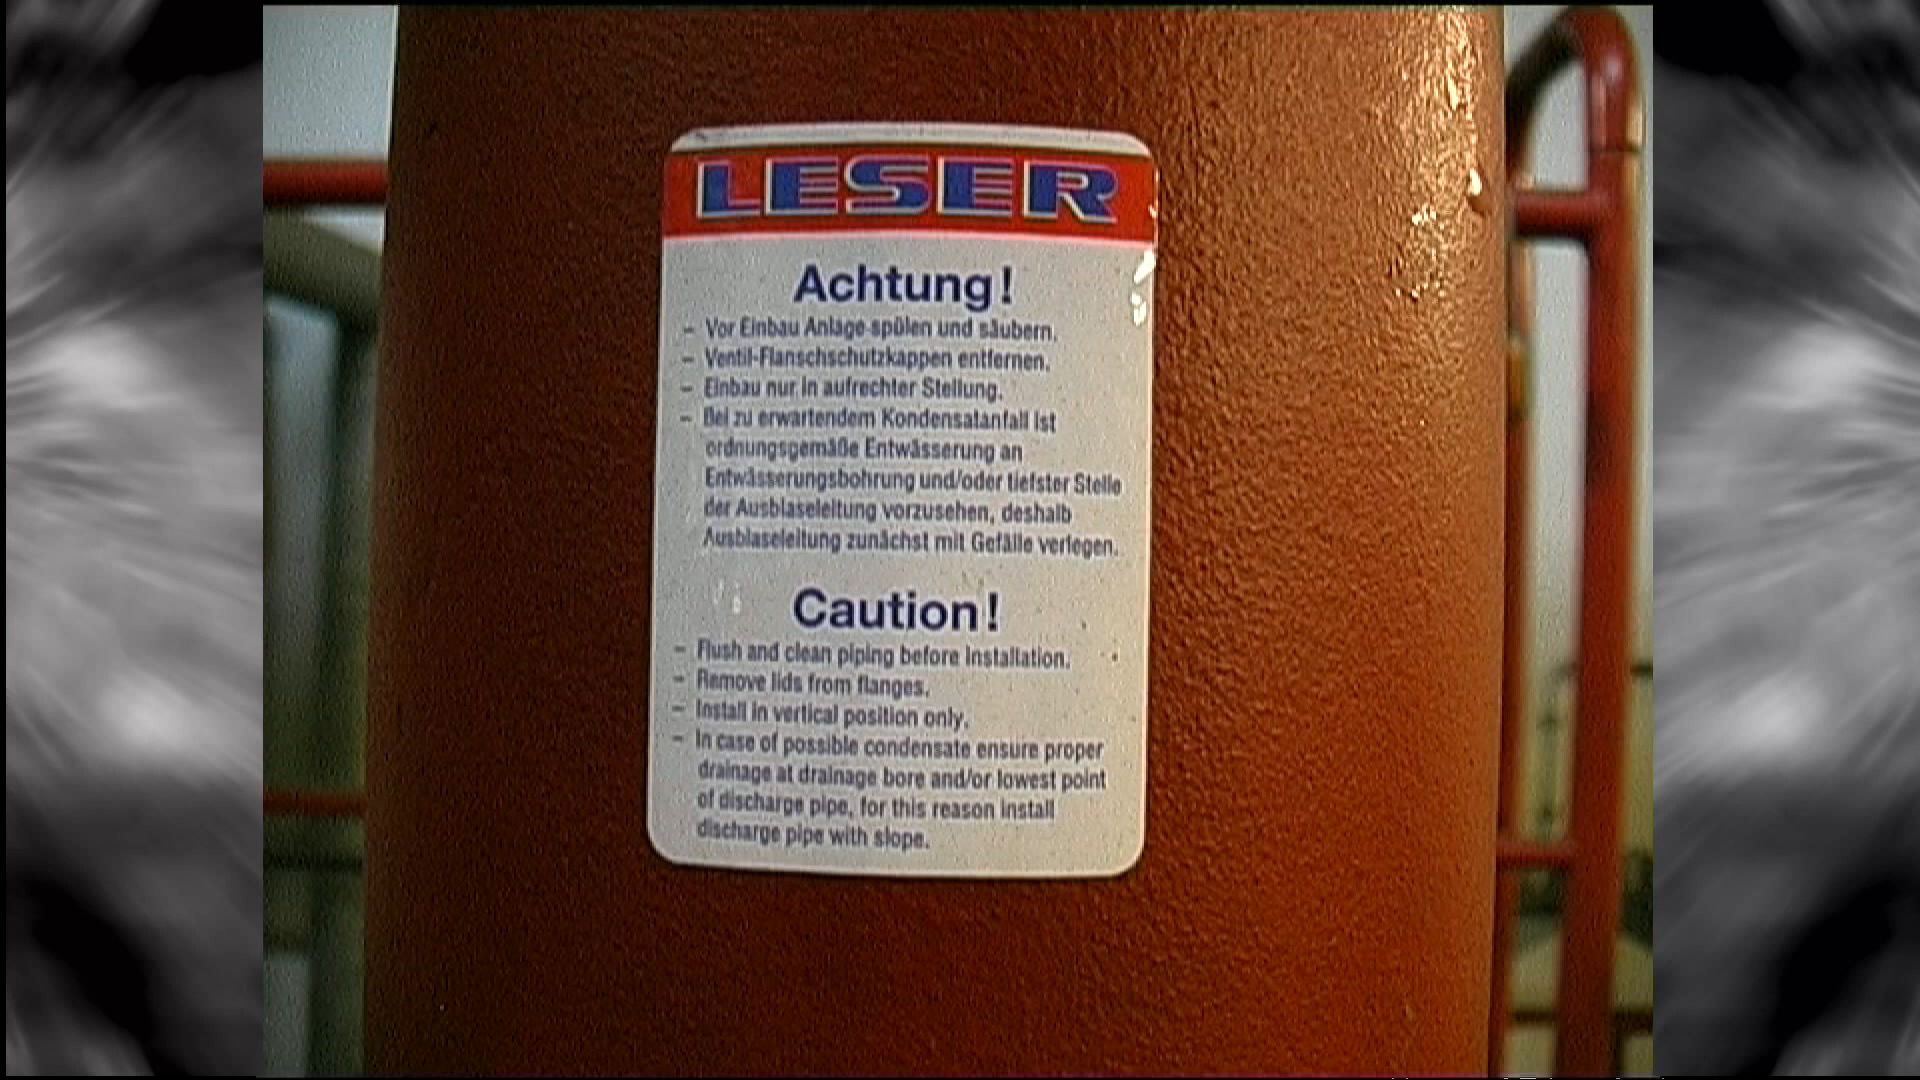 LESER
Achtung!
– Vor Einbau Anlage spülen und säubern.
– Ventil-Flanschschutzkappen entfernen.
– Einbau nur in aufrechter Stellung.
– Bei zu erwartendem Kondensatanfall ist
ordnungsgemäße Entwässerung an
Entwässerungsbohrung und/oder tiefster Stelle
der Ausblaseleitung vorzusehen, deshalb
Ausblaseleitung zunächst mit Gefälle verlegen.
Caution!
– Flush and clean piping before installation.
– Remove lids from flanges.
– Install in vertical position only.
– In case of possible condensate ensure proper
drainage at drainage bore and/or lowest point
of discharge pipe, for this reason install
discharge pipe with slope.